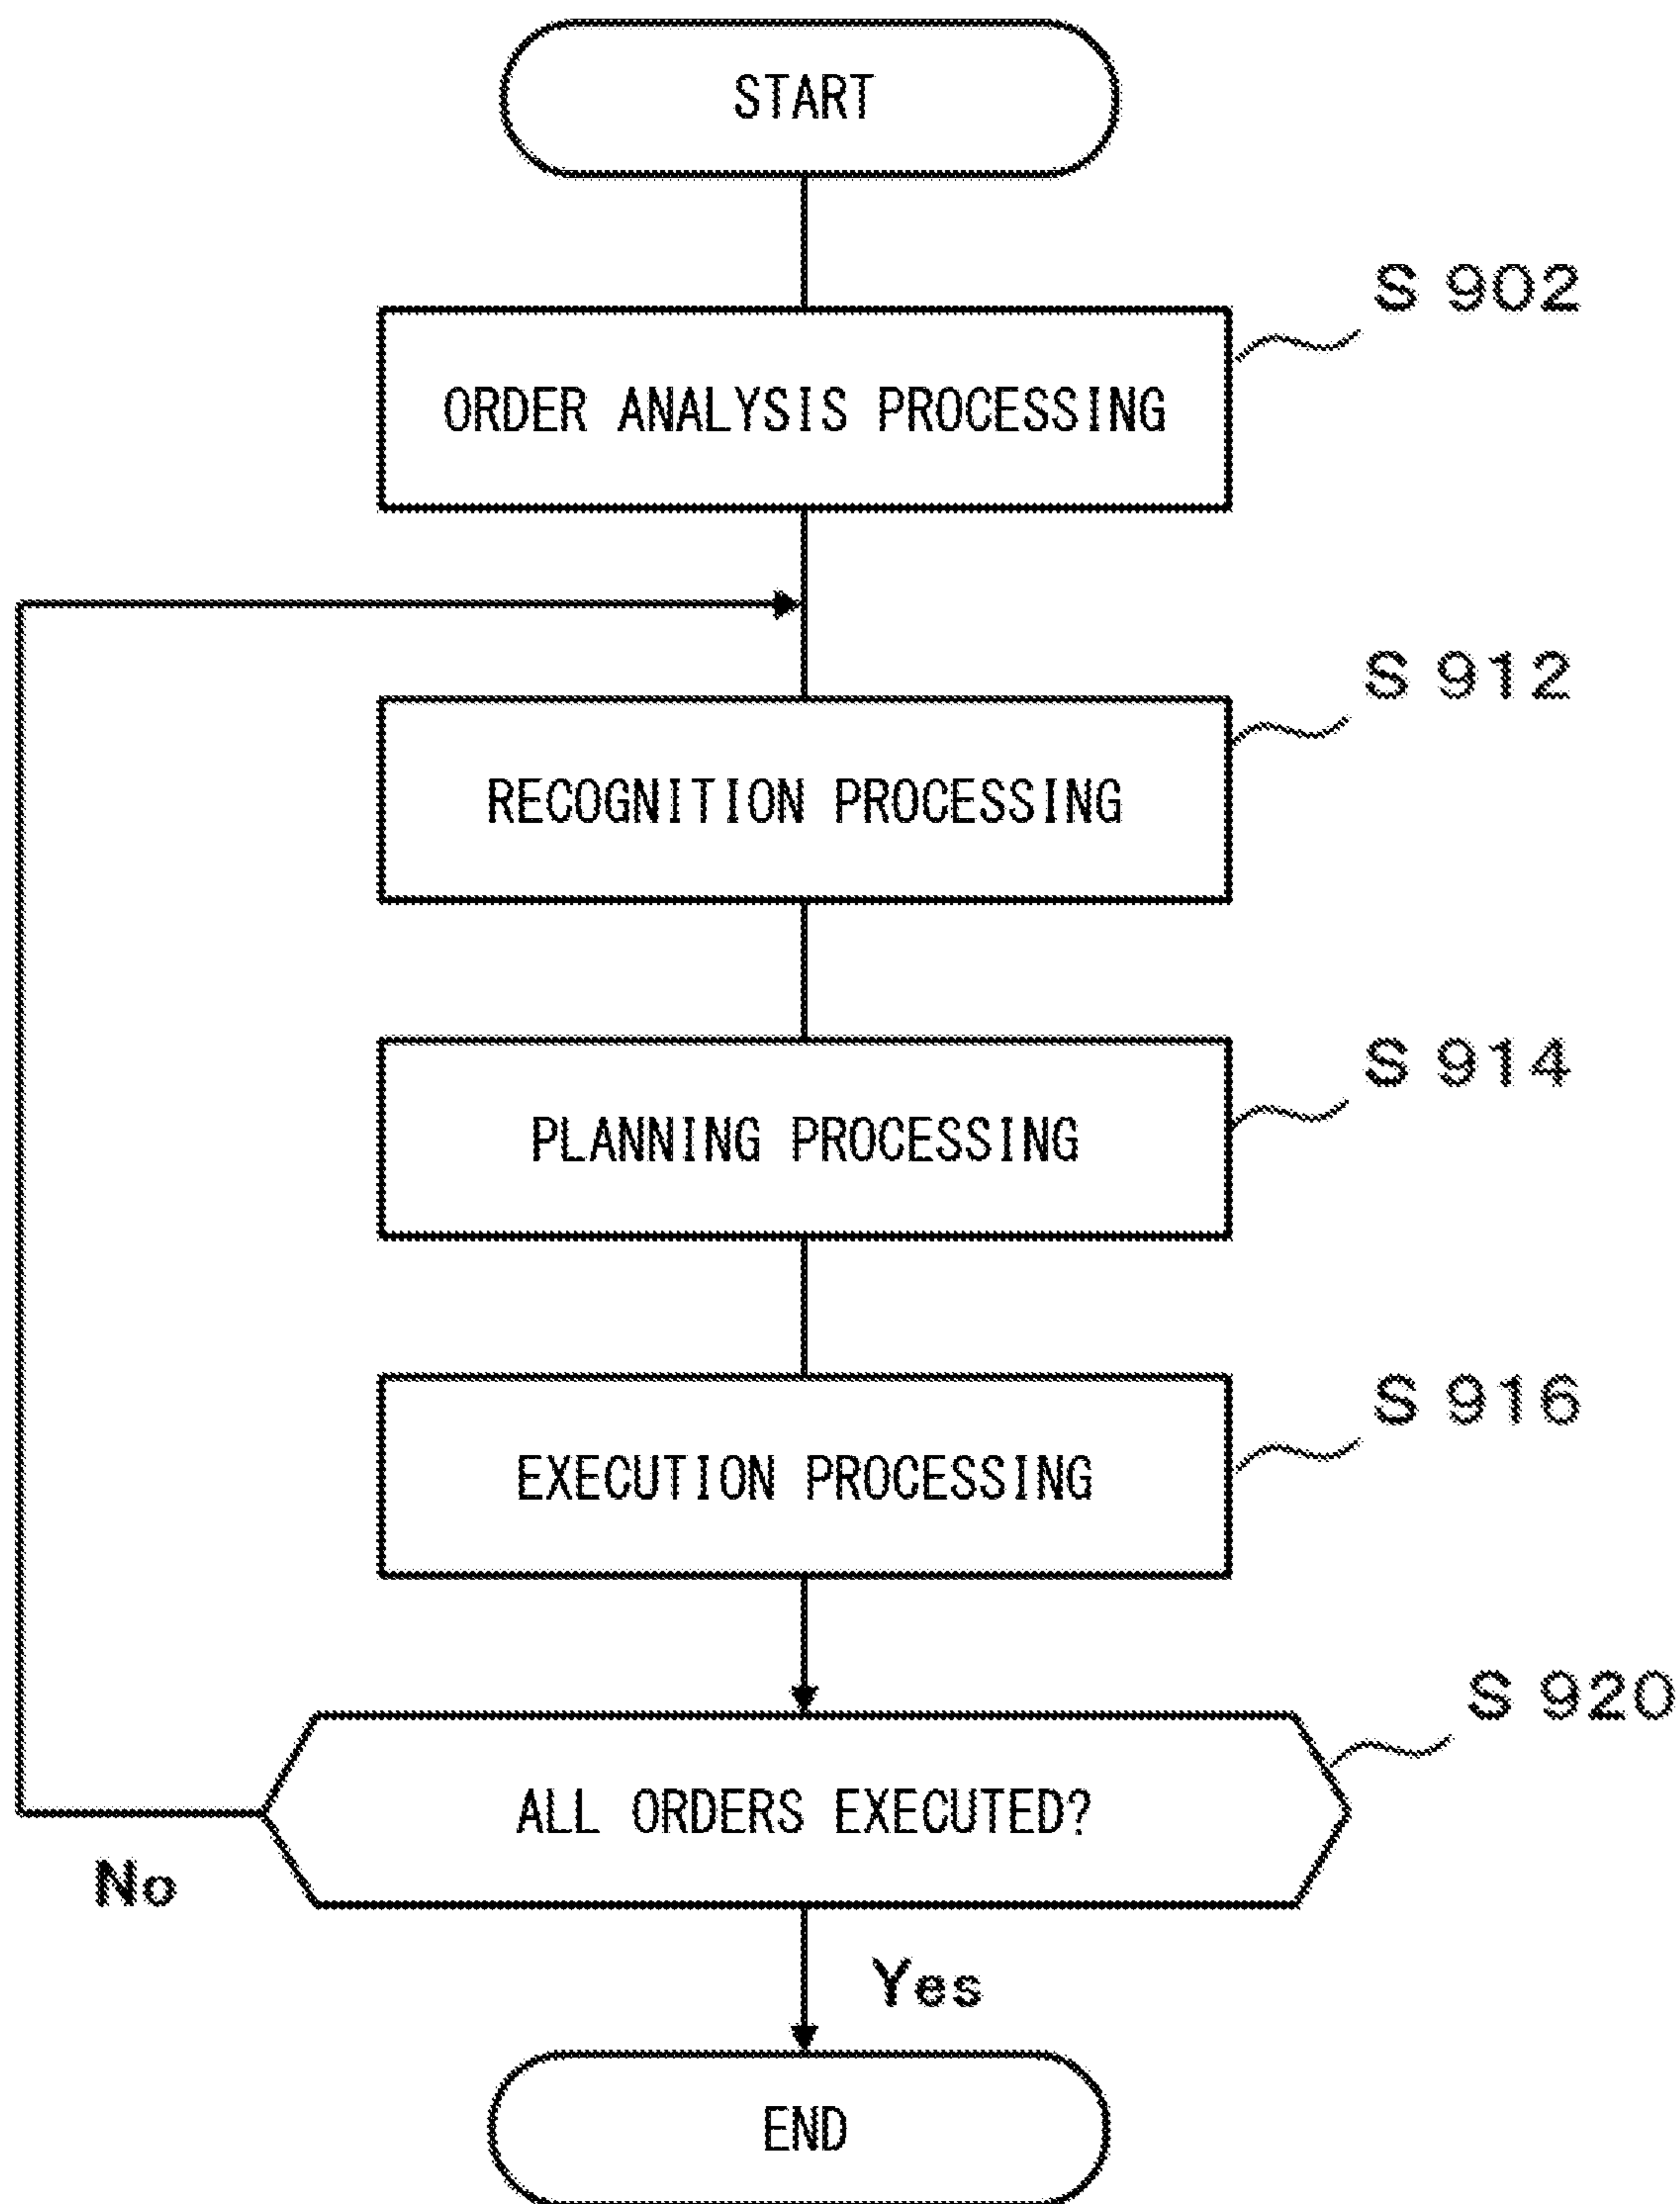 START
S 902
ORDER ANALYSIS PROCESSING
S 912
RECOGNITION PROCESSING
S 914
PLANNING PROCESSING
S 916
EXECUTION PROCESSING
S 920
ALL ORDERS EXECUTED?
No
Yes
END